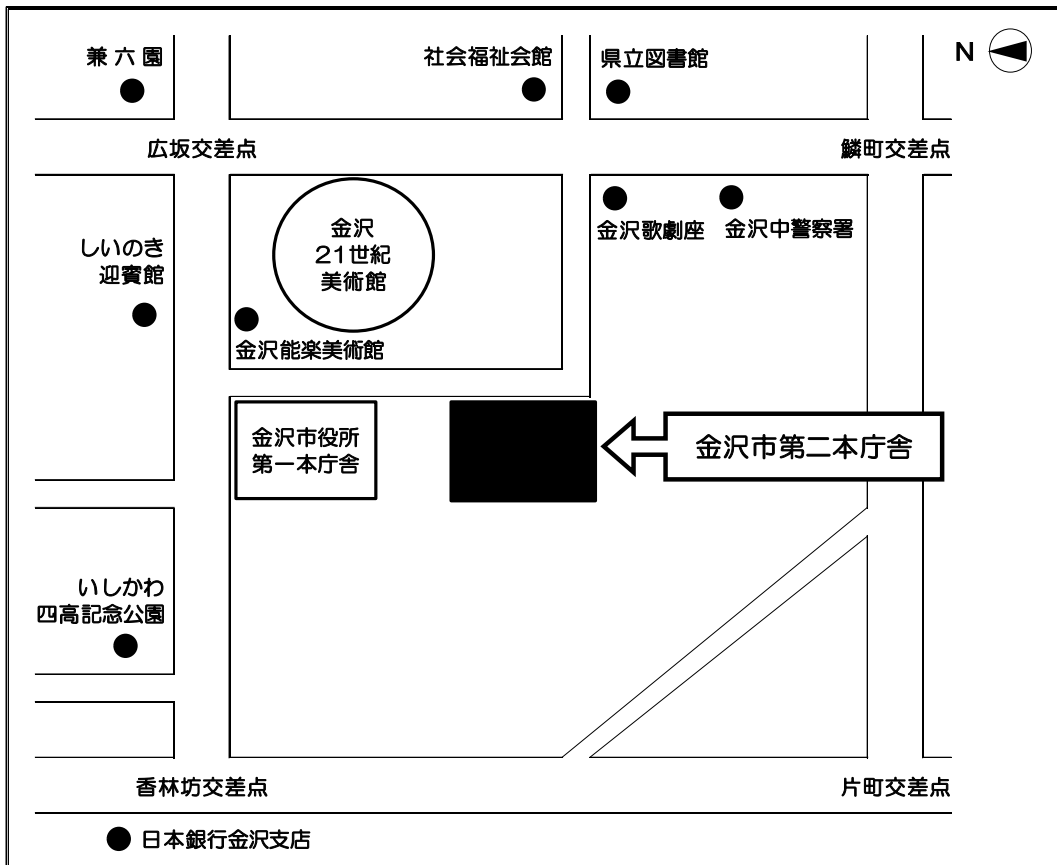 兼六園
社会福祉会館
県立図書館
N
広坂交差点
鱗町交差点
しいのき
迎賓館
金沢
21世紀
美術館
金沢歌劇座
金沢中警察署
金沢能楽美術館
金沢市役所
第一本庁舎
金沢市第二本庁舎
いしかわ
四高記念公園
香林坊交差点
片町交差点
日本銀行金沢支店